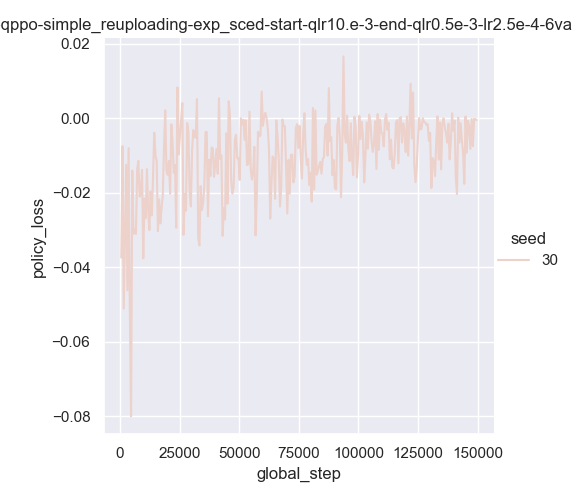 qppo-simple_reuploading-exp_sced-start-qlr10.e-3-end-qlr0.5e-3-lr2.5e-4-6va
0.02
0.00
−0.02
−0.04
−0.06
−0.08
policy_loss
0 25000 50000 75000 100000 125000 150000
global_step
seed
30